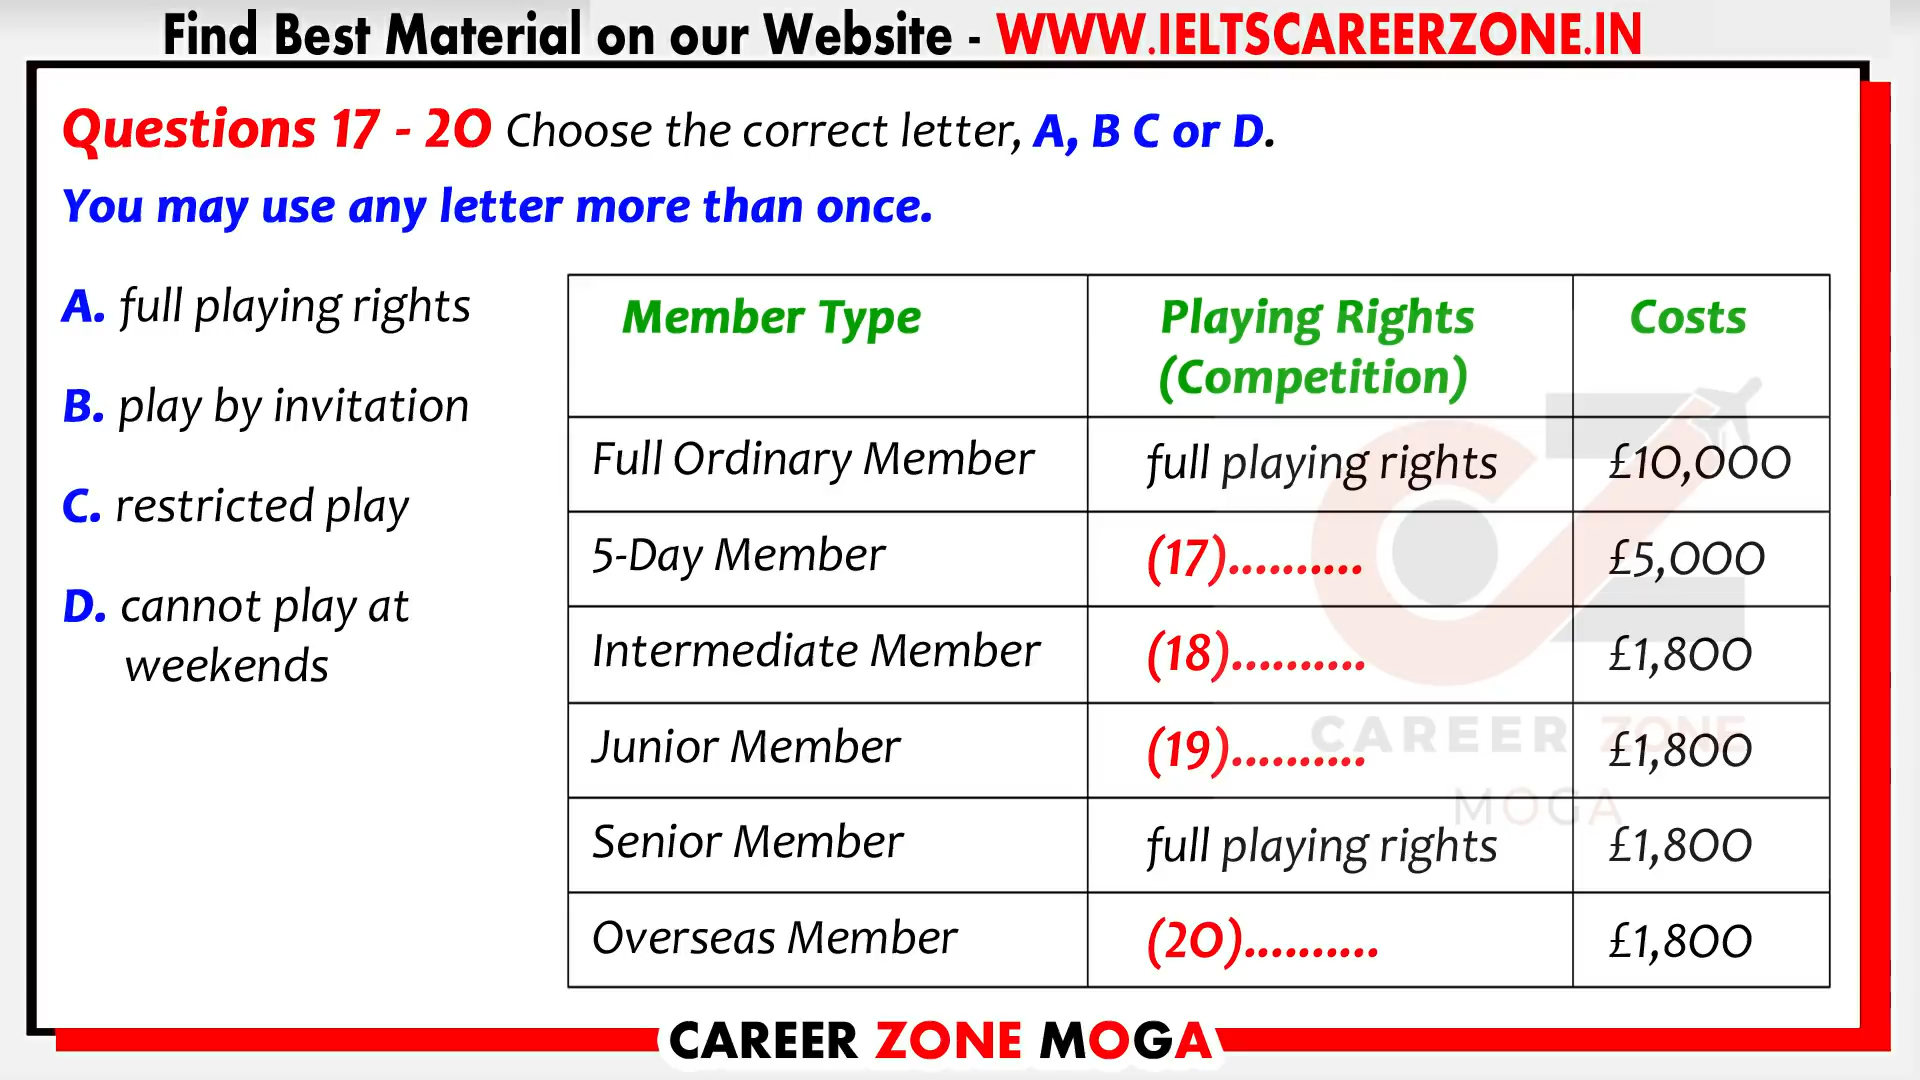 Find Best Material on our Website - WWW.IELTSCAREERZONE.IN
Questions 17 - 20 Choose the correct letter, A, B C or D.
You may use any letter more than once.
A. full playing rights
B. play by invitation
C. restricted play
D. cannot play at
weekends
Member Type Playing Rights Costs
(Competition)
Full Ordinary Member full playing rights £10,000
5-Day Member (17).......... £5,000
Intermediate Member (18).......... £1,800
Junior Member (19).......... £1,800
Senior Member full playing rights £1,800
Overseas Member (20).......... £1,800
CAREER ZONE
MOGA
CAREER ZONE MOGA